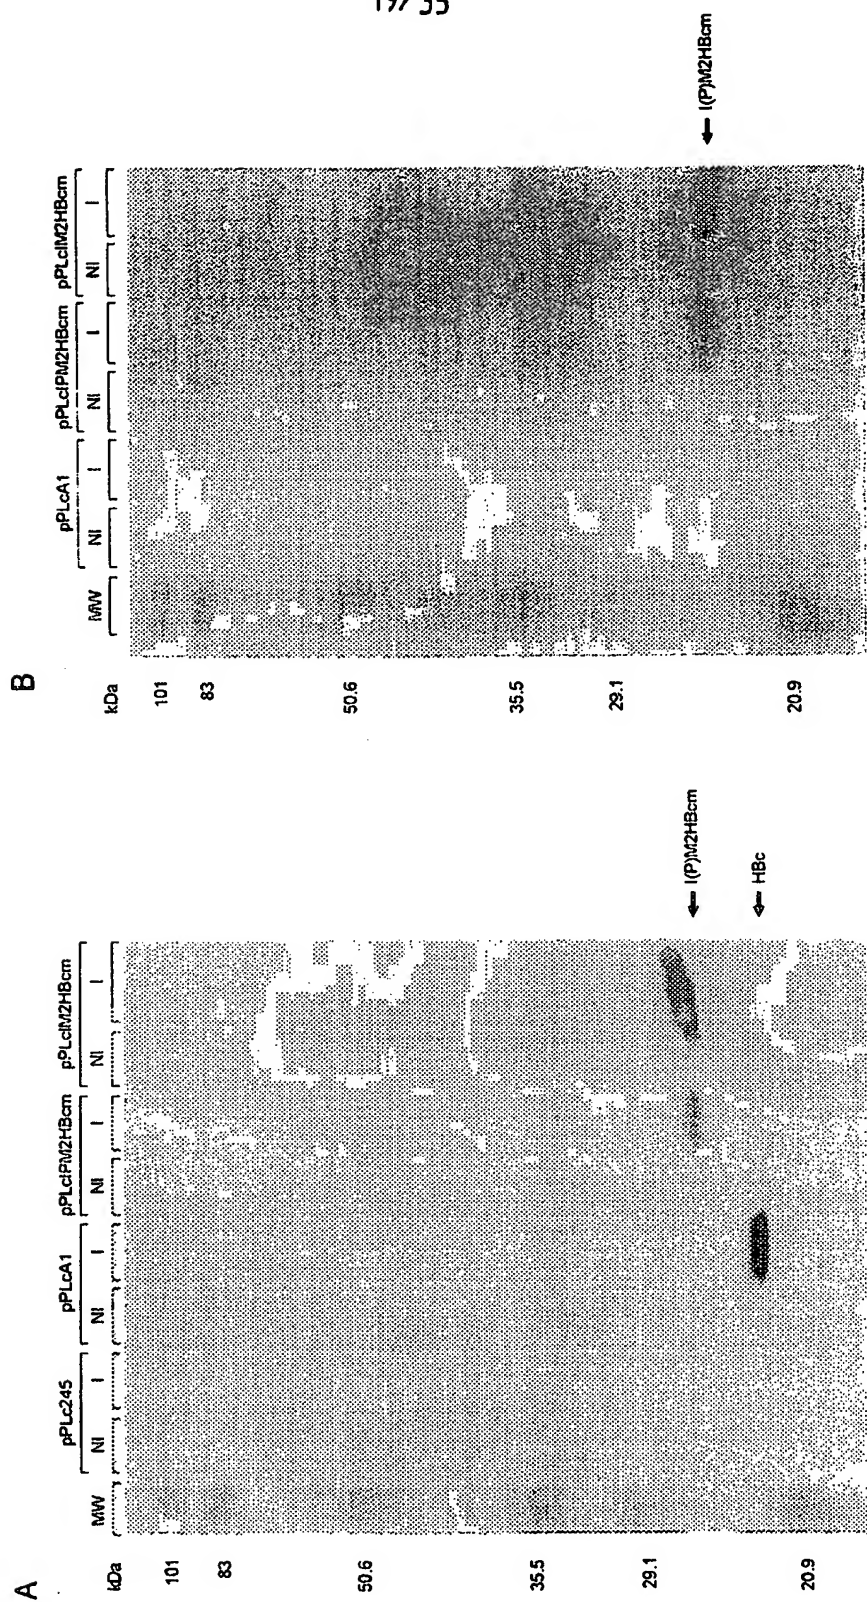 19/35
A
pPLc245 pPLcA1 pPLcIPM2HBcm pPLcIM2HBcm
kDa MW NI I NI I NI I NI I
101
83
50.6
35.5
29.1
20.9
I(P)M2HBcm
HBc
B
pPLcA1 pPLcIPM2HBcm pPLcIM2HBcm
kDa MW NI I NI I NI I
101
83
50.6
35.5
29.1
20.9
I(P)M2HBcm